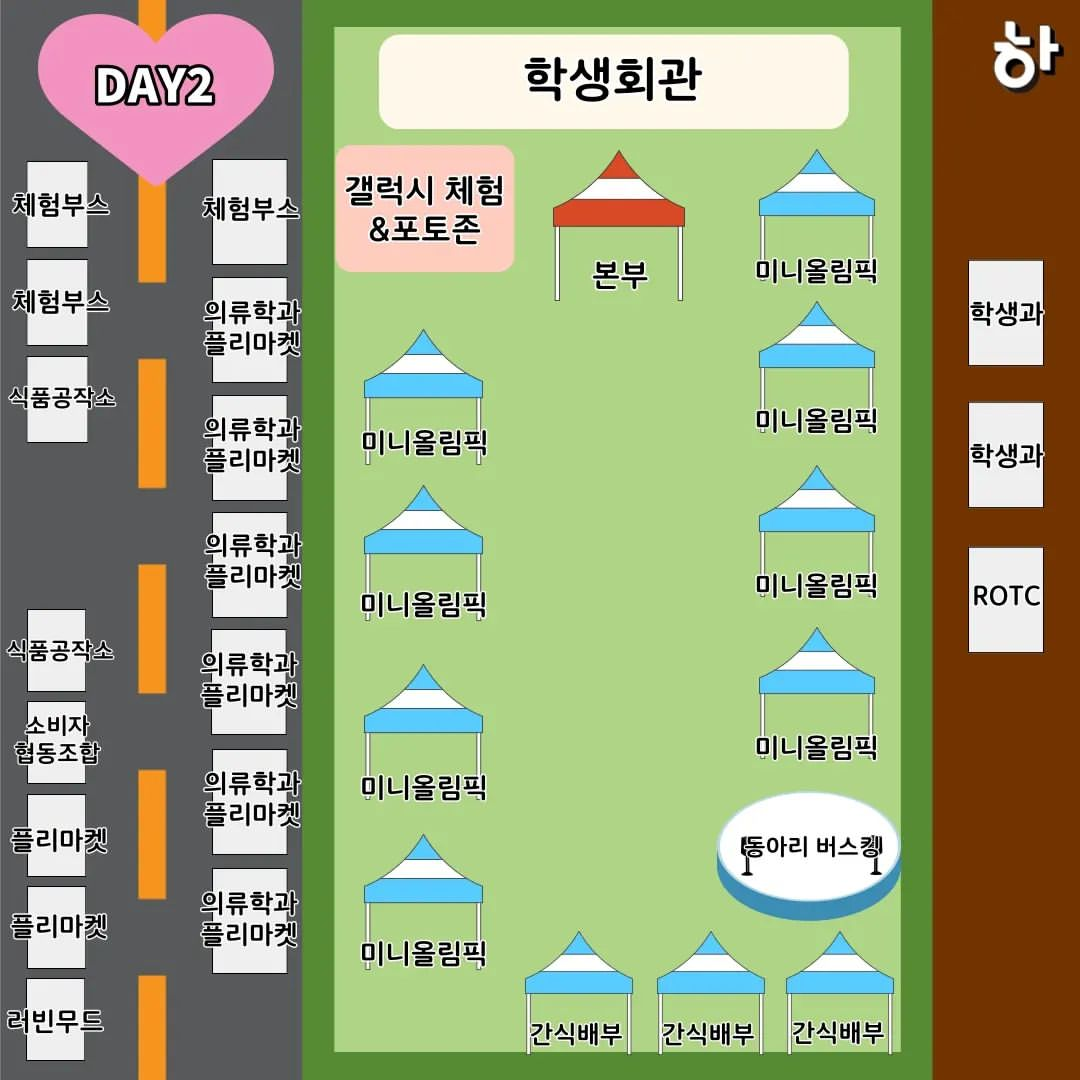 DAY2
하
학생회관
체험부스
체험부스
식품공작소
식품공작소
소비자
협동조합
플리마켓
플리마켓
러빈무드
체험부스
의류학과
플리마켓
의류학과
플리마켓
의류학과
플리마켓
의류학과
플리마켓
의류학과
플리마켓
의류학과
플리마켓
갤럭시 체험
&포토존
본부
미니올림픽
미니올림픽
미니올림픽
미니올림픽
미니올림픽
미니올림픽
미니올림픽
미니올림픽
동아리 버스킹
간식배부
간식배부
간식배부
학생과
학생과
ROTC